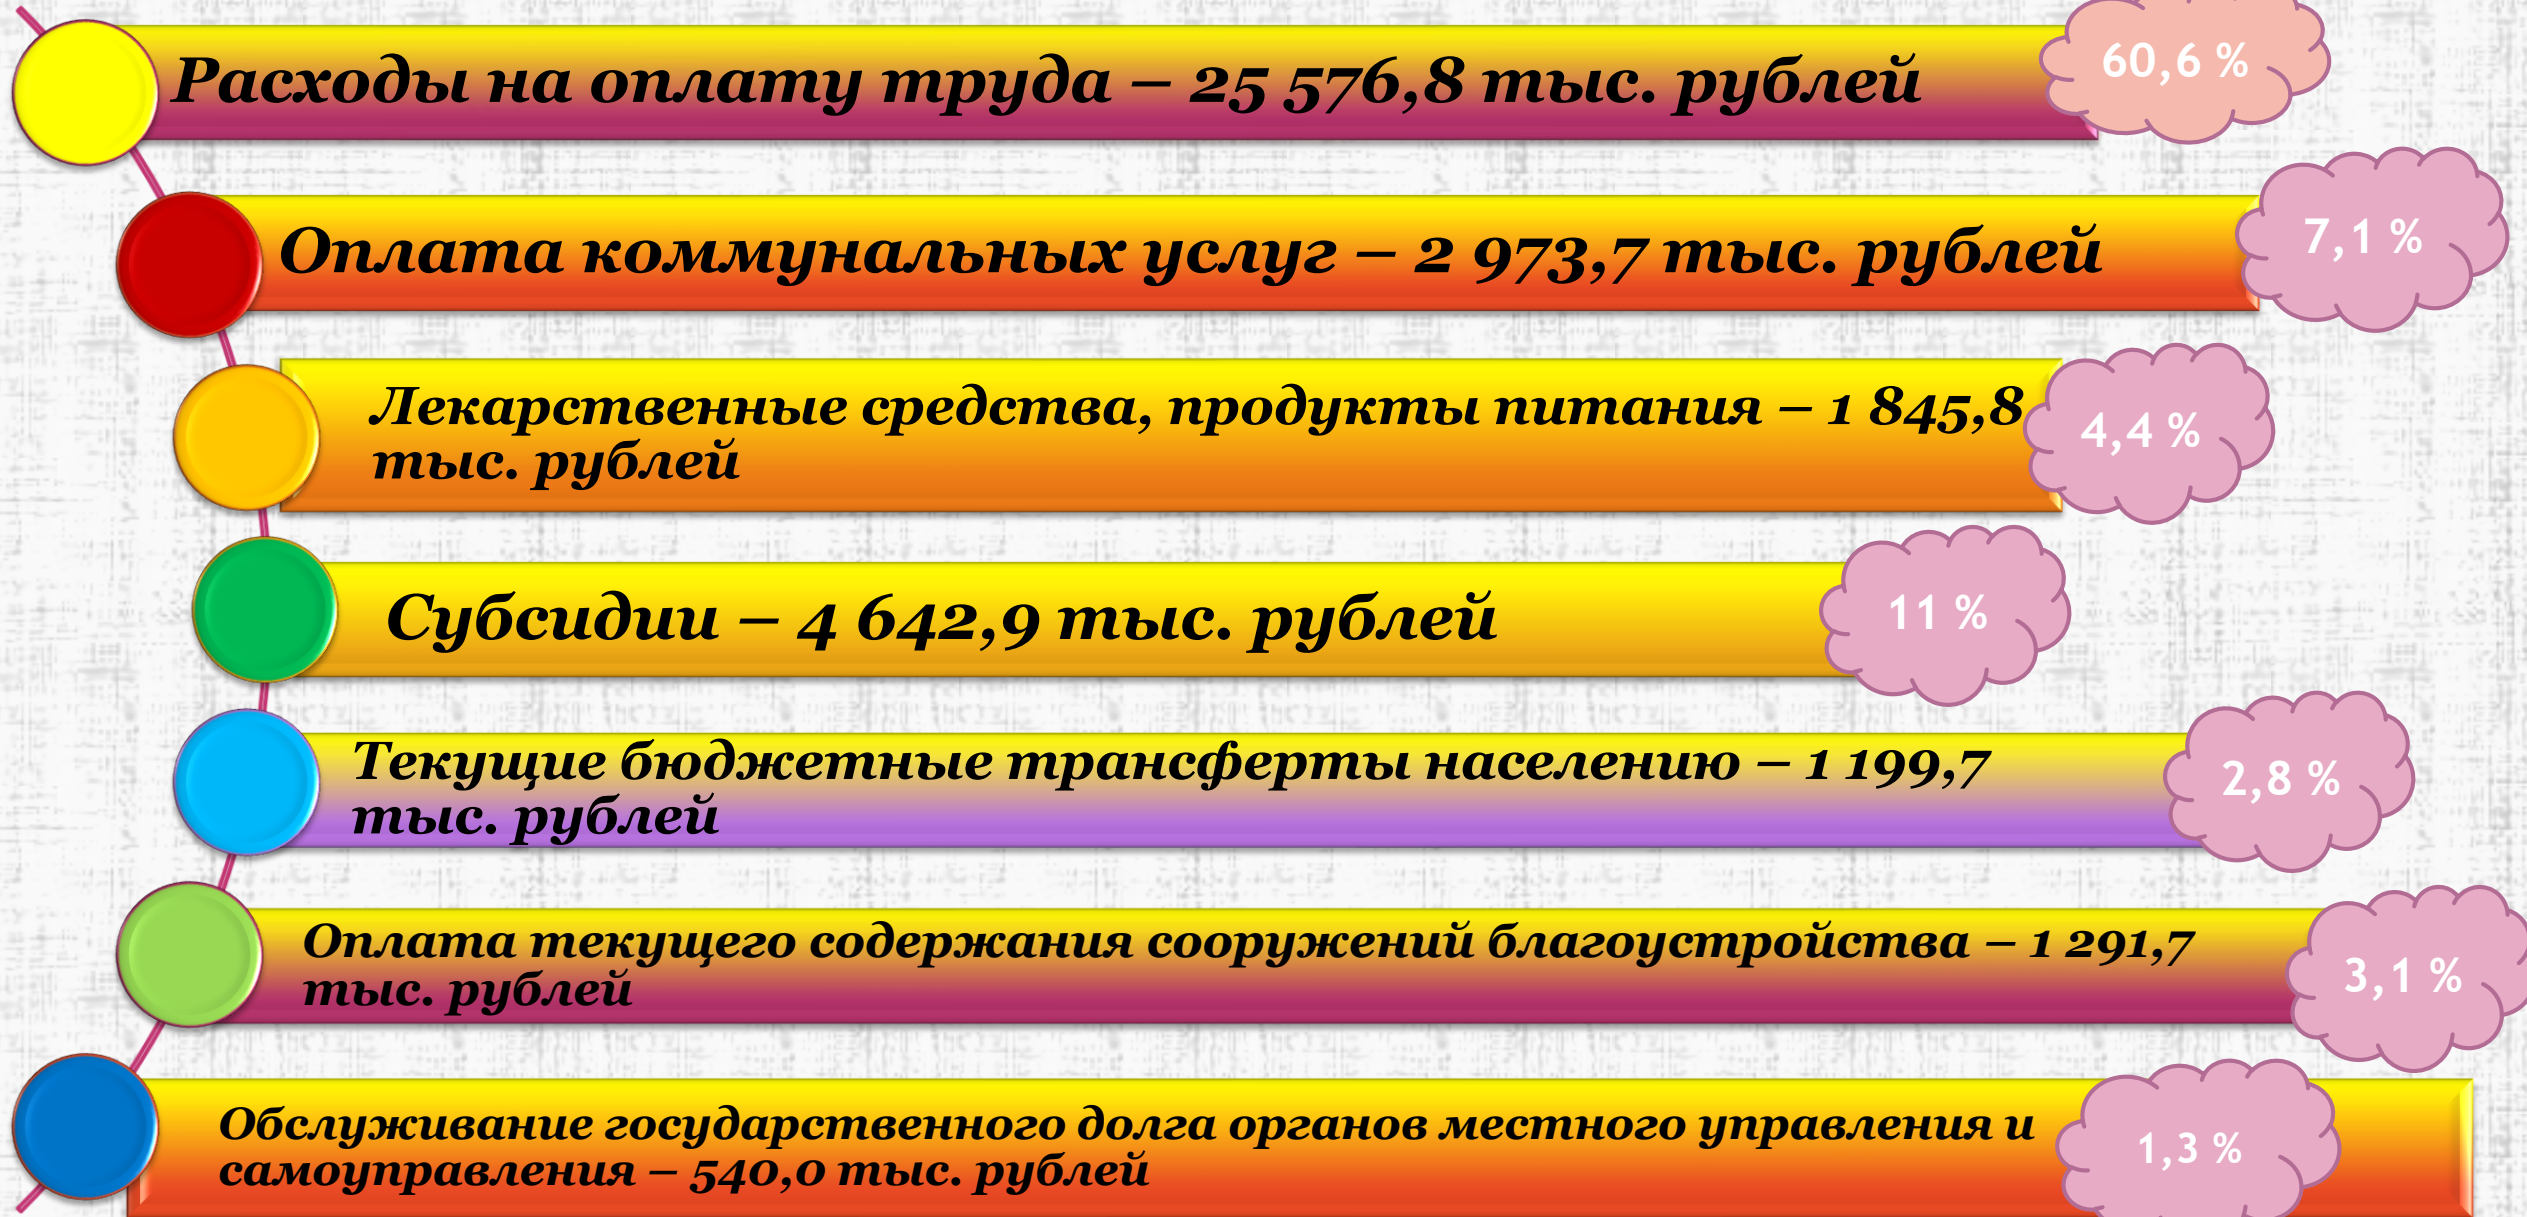 Расходы на оплату труда – 25 576,8 тыс. рублей
60,6 %
Оплата коммунальных услуг – 2 973,7 тыс. рублей
7,1 %
Лекарственные средства, продукты питания – 1 845,8
тыс. рублей
4,4 %
Субсидии – 4 642,9 тыс. рублей
11 %
Текущие бюджетные трансферты населению – 1 199,7
тыс. рублей
2,8 %
Оплата текущего содержания сооружений благоустройства – 1 291,7
тыс. рублей
3,1 %
Обслуживание государственного долга органов местного управления и
самоуправления – 540,0 тыс. рублей
1,3 %